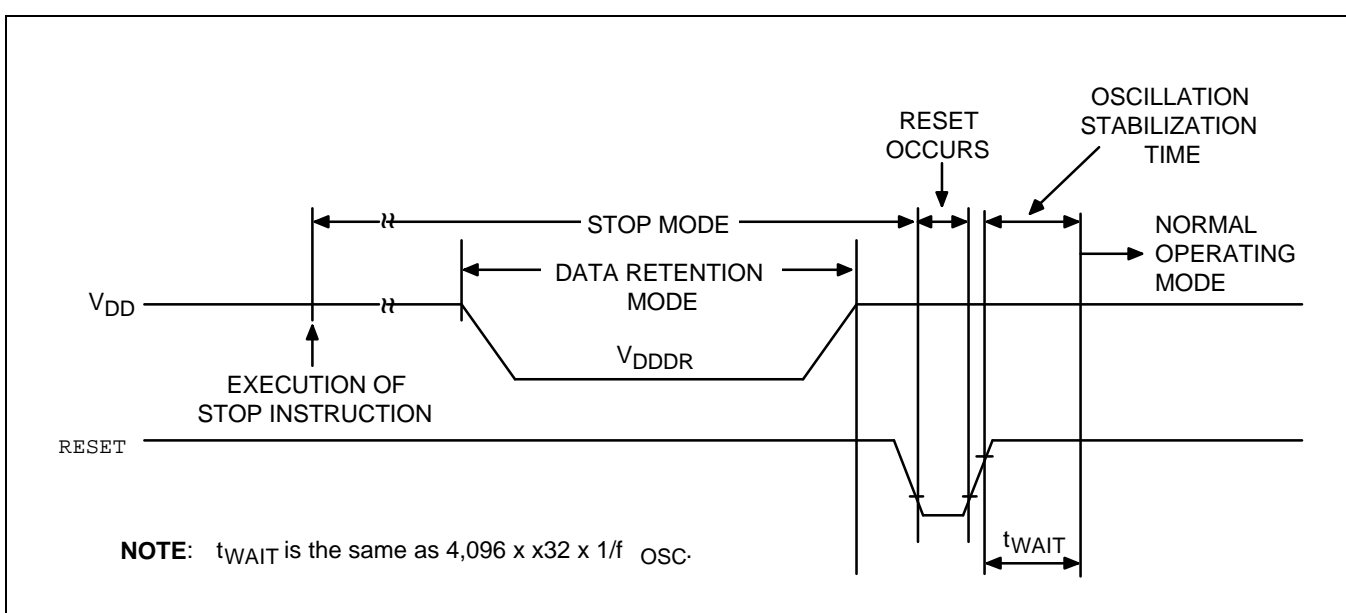 OSCILLATION
STABILIZATION
TIME
RESET
OCCURS
STOP MODE
NORMAL
OPERATING
MODE
DATA RETENTION
MODE
VDD
VDDDR
EXECUTION OF
STOP INSTRUCTION
RESET
tWAIT
NOTE: tWAIT is the same as 4,096 x x32 x 1/f OSC.